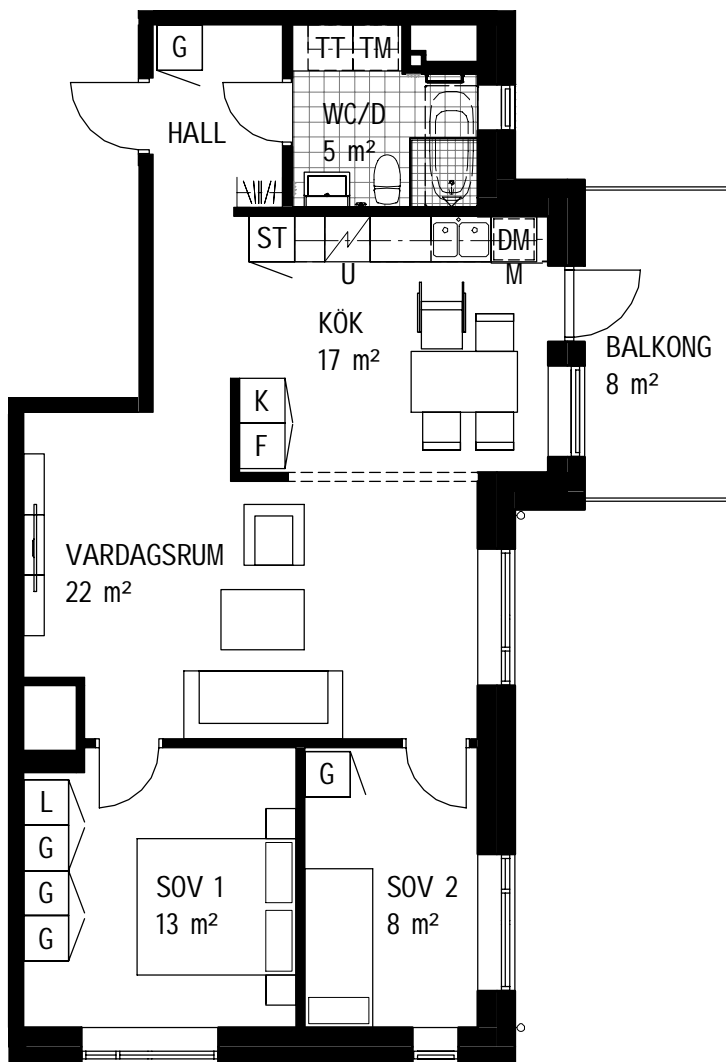 G
TT TM
HALL
WC/D
5 m²
ST
DM
U
M
KÖK
17 m²
BALKONG
8 m²
K
F
VARDAGSRUM
22 m²
G
L
G
G
G
SOV 1
13 m²
SOV 2
8 m²